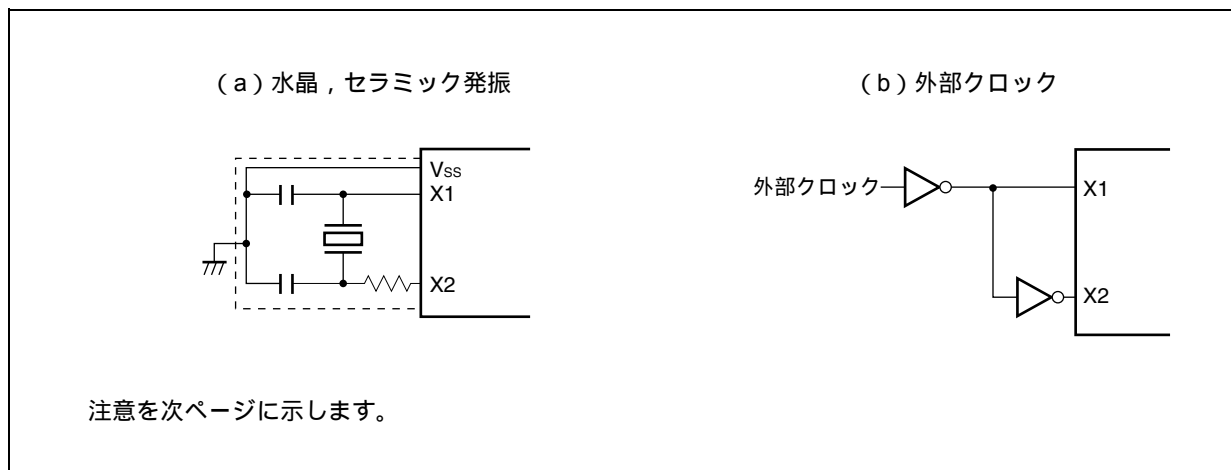 （a）水晶，セラミック発振
VSS
X1
X2
（b）外部クロック
外部クロック
X1
X2
注意を次ページに示します。